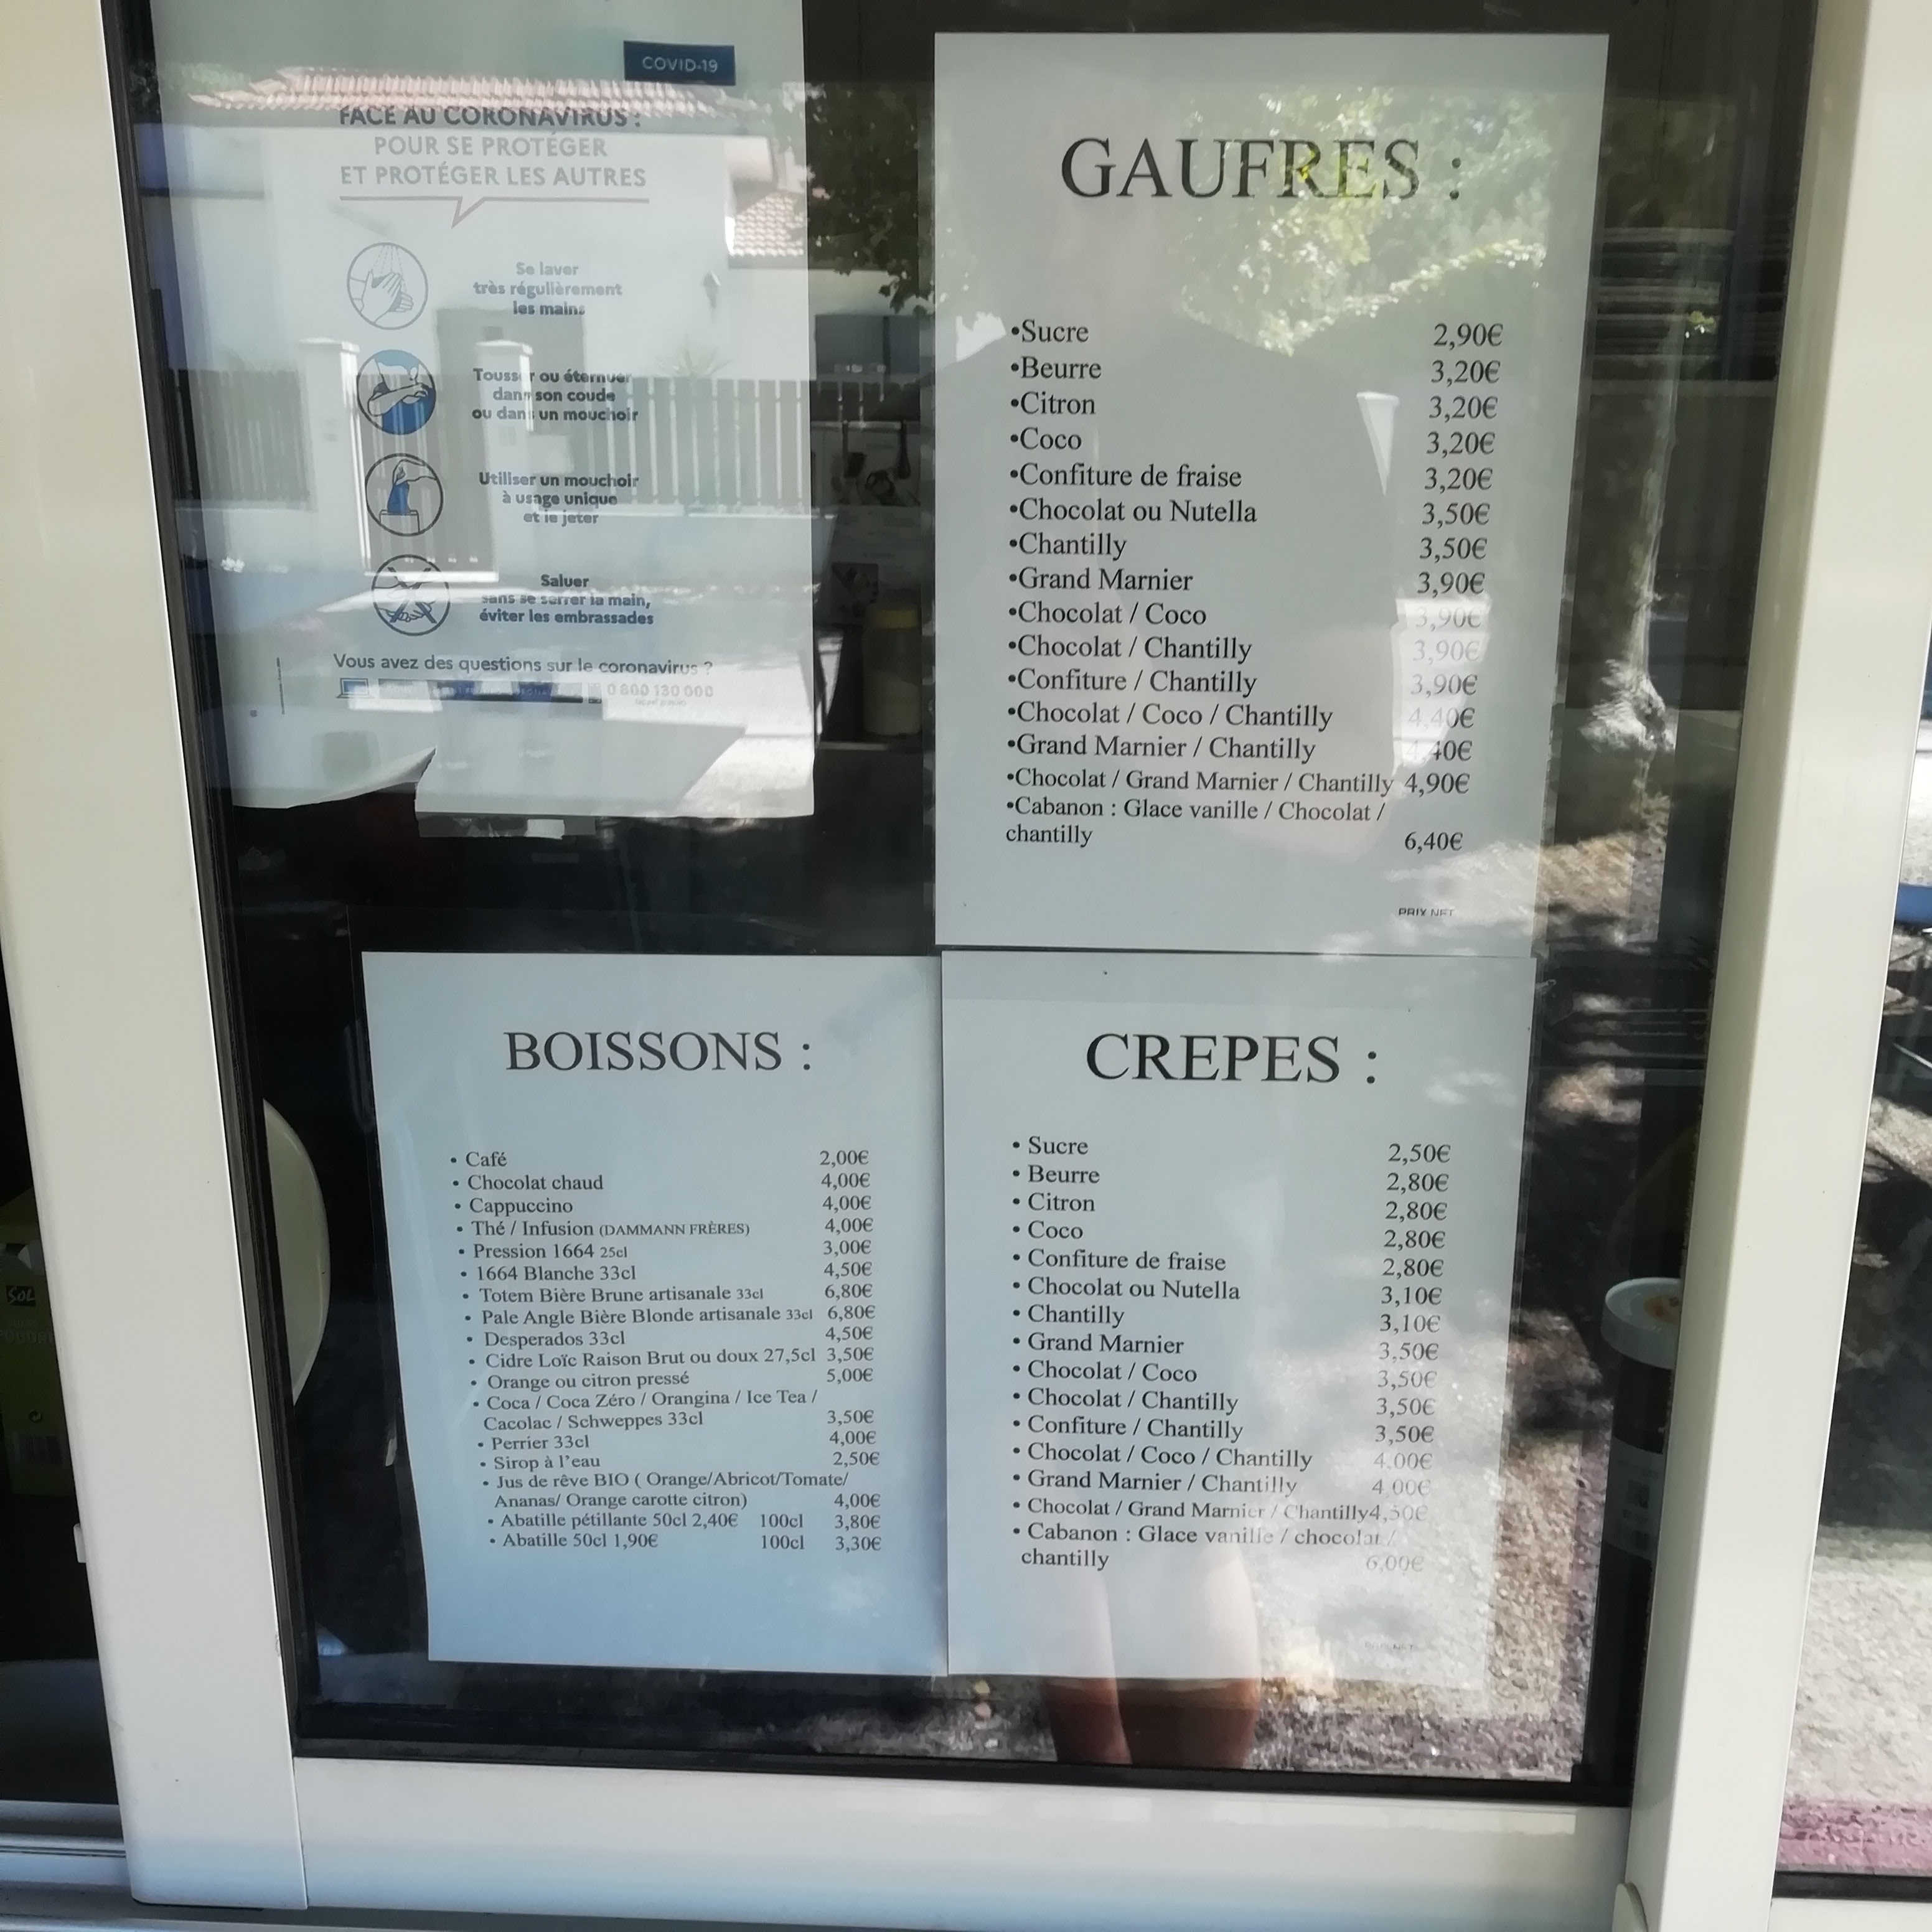 COVID-19
FACE AU CORONAVIRUS :
POUR SE PROTÉGER
ET PROTÉGER LES AUTRES
Se laver
très régulièrement
les mains
Tousser ou éternuer
dans son coude
ou dans un mouchoir
Utiliser un mouchoir
à usage unique
et le jeter
Saluer
sans se serrer la main,
éviter les embrassades
Vous avez des questions sur le coronavirus ?
0 800 130 000
GAUFRES :
•Sucre 2,90€
•Beurre 3,20€
•Citron 3,20€
•Coco 3,20€
•Confiture de fraise 3,20€
•Chocolat ou Nutella 3,50€
•Chantilly 3,50€
•Grand Marnier 3,90€
•Chocolat / Coco 3,90€
•Chocolat / Chantilly 3,90€
•Confiture / Chantilly 3,90€
•Chocolat / Coco / Chantilly 4,40€
•Grand Marnier / Chantilly 4,40€
•Chocolat / Grand Marnier / Chantilly 4,90€
•Cabanon : Glace vanille / Chocolat /
chantilly 6,40€
PRIX NET
BOISSONS :
• Café 2,00€
• Chocolat chaud 4,00€
• Cappuccino 4,00€
• Thé / Infusion (DAMMANN FRÈRES) 4,00€
• Pression 1664 25cl 3,00€
• 1664 Blanche 33cl 4,50€
• Totem Bière Brune artisanale 33cl 6,80€
• Pale Angle Bière Blonde artisanale 33cl 6,80€
• Desperados 33cl 4,50€
• Cidre Loïc Raison Brut ou doux 27,5cl 3,50€
• Orange ou citron pressé 5,00€
• Coca / Coca Zéro / Orangina / Ice Tea /
Cacolac / Schweppes 33cl 3,50€
• Perrier 33cl 4,00€
• Sirop à l'eau 2,50€
• Jus de rêve BIO ( Orange/Abricot/Tomate/
Ananas/ Orange carotte citron) 4,00€
• Abatille pétillante 50cl 2,40€ 100cl 3,80€
• Abatille 50cl 1,90€ 100cl 3,30€
CREPES :
• Sucre 2,50€
• Beurre 2,80€
• Citron 2,80€
• Coco 2,80€
• Confiture de fraise 2,80€
• Chocolat ou Nutella 3,10€
• Chantilly 3,10€
• Grand Marnier 3,50€
• Chocolat / Coco 3,50€
• Chocolat / Chantilly 3,50€
• Confiture / Chantilly 3,50€
• Chocolat / Coco / Chantilly 4,00€
• Grand Marnier / Chantilly 4,00€
• Chocolat / Grand Marnier / Chantilly4,50€
• Cabanon : Glace vanille / chocolat /
chantilly 6,00€
SOL